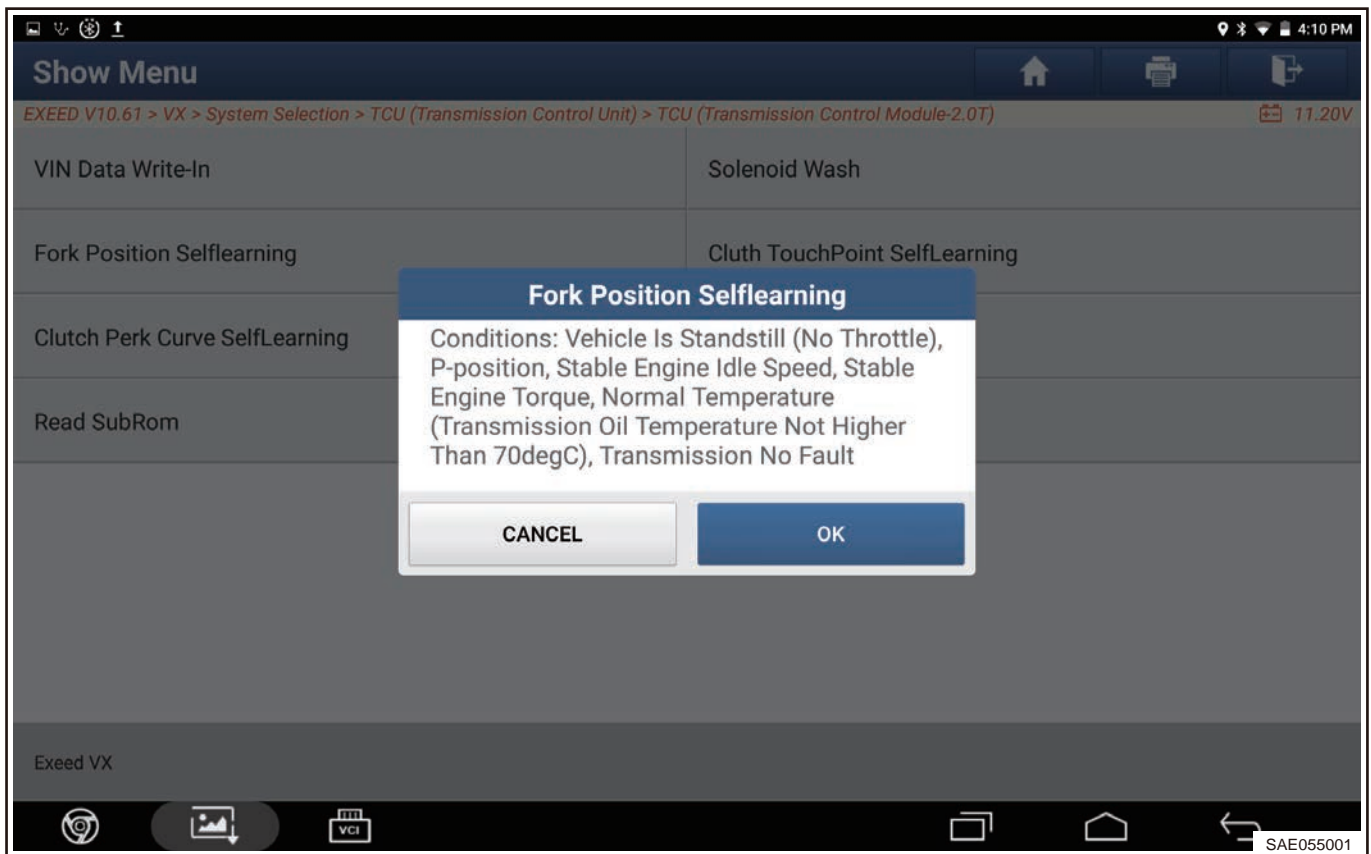 4:10 PM
Show Menu
EXEED V10.61 > VX > System Selection > TCU (Transmission Control Unit) > TCU (Transmission Control Module-2.0T)
11.20V
VIN Data Write-In
Solenoid Wash
Fork Position Selflearning
Cluth TouchPoint SelfLearning
Clutch Perk Curve SelfLearning
Read SubRom
Fork Position Selflearning
Conditions: Vehicle Is Standstill (No Throttle),
P-position, Stable Engine Idle Speed, Stable
Engine Torque, Normal Temperature
(Transmission Oil Temperature Not Higher
Than 70degC), Transmission No Fault
CANCEL
OK
Exeed VX
VCI
SAE055001